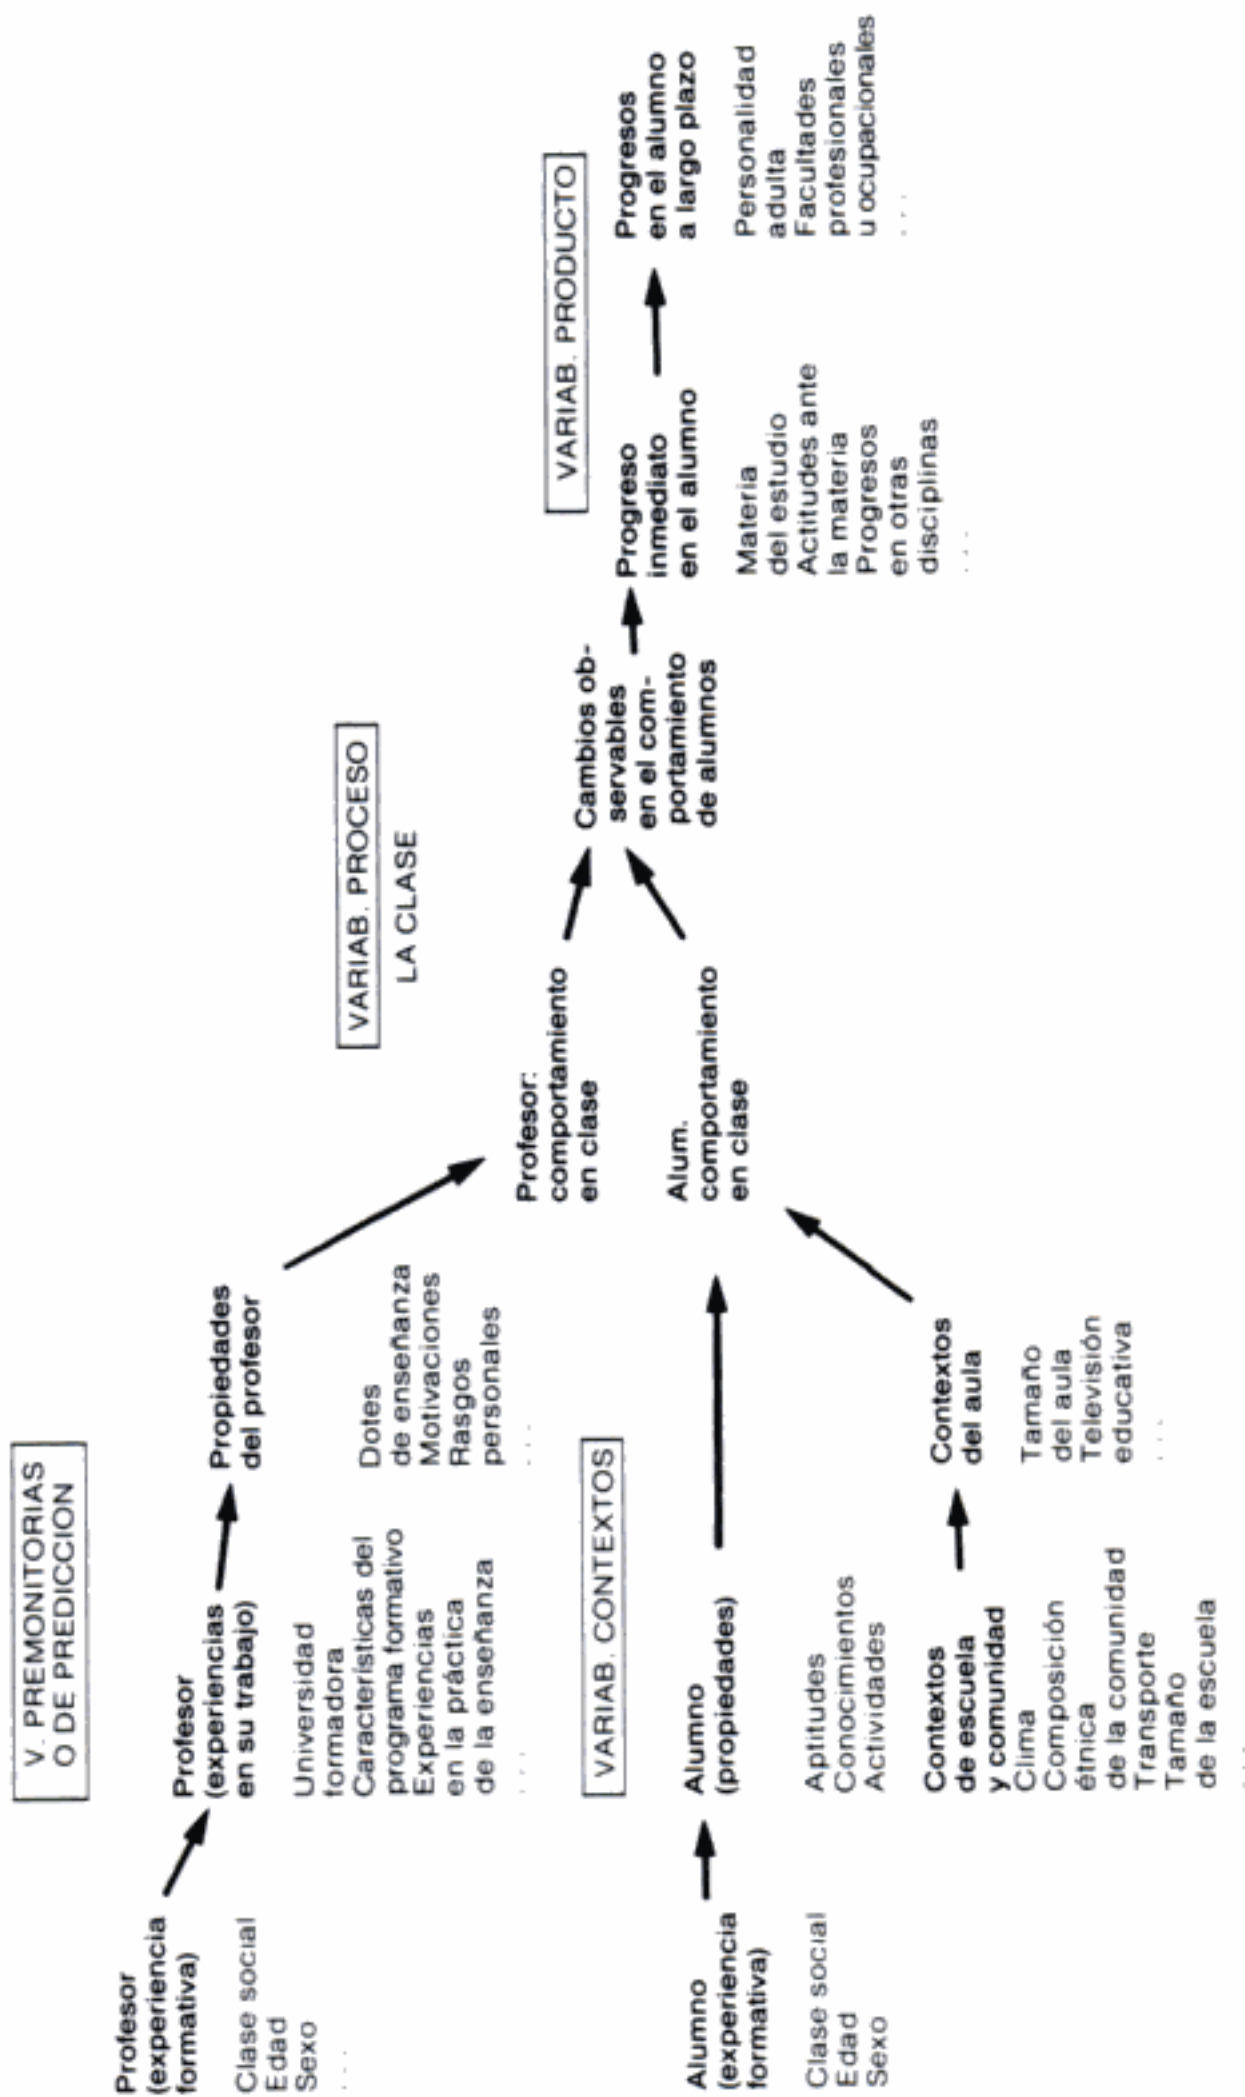 V. PREMONITORIAS
O DE PREDICCION
Profesor
(experiencia
formativa)
Clase social
Edad
Sexo
. . .
Profesor
(experiencias
en su trabajo)
Universidad
formadora
Características del
programa formativo
Experiencias
en la práctica
de la enseñanza
. . .
Propiedades
del profesor
Dotes
de enseñanza
Motivaciones
Rasgos
personales
. . .
VARIAB. CONTEXTOS
Alumno
(experiencia
formativa)
Clase social
Edad
Sexo
Alumno
(propiedades)
Aptitudes
Conocimientos
Actividades
Contextos
de escuela
y comunidad
Clima
Composición
étnica
de la comunidad
Transporte
Tamaño
de la escuela
. . .
Contextos
del aula
Tamaño
del aula
Televisión
educativa
. . .
VARIAB. PROCESO
LA CLASE
Profesor:
comportamiento
en clase
Alum.
comportamiento
en clase
Cambios ob-
servables
en el com-
portamiento
de alumnos
VARIAB. PRODUCTO
Progreso
inmediato
en el alumno
Materia
del estudio
Actitudes ante
la materia
Progresos
en otras
disciplinas
. . .
Progresos
en el alumno
a largo plazo
Personalidad
adulta
Facultades
profesionales
u ocupacionales
. . .